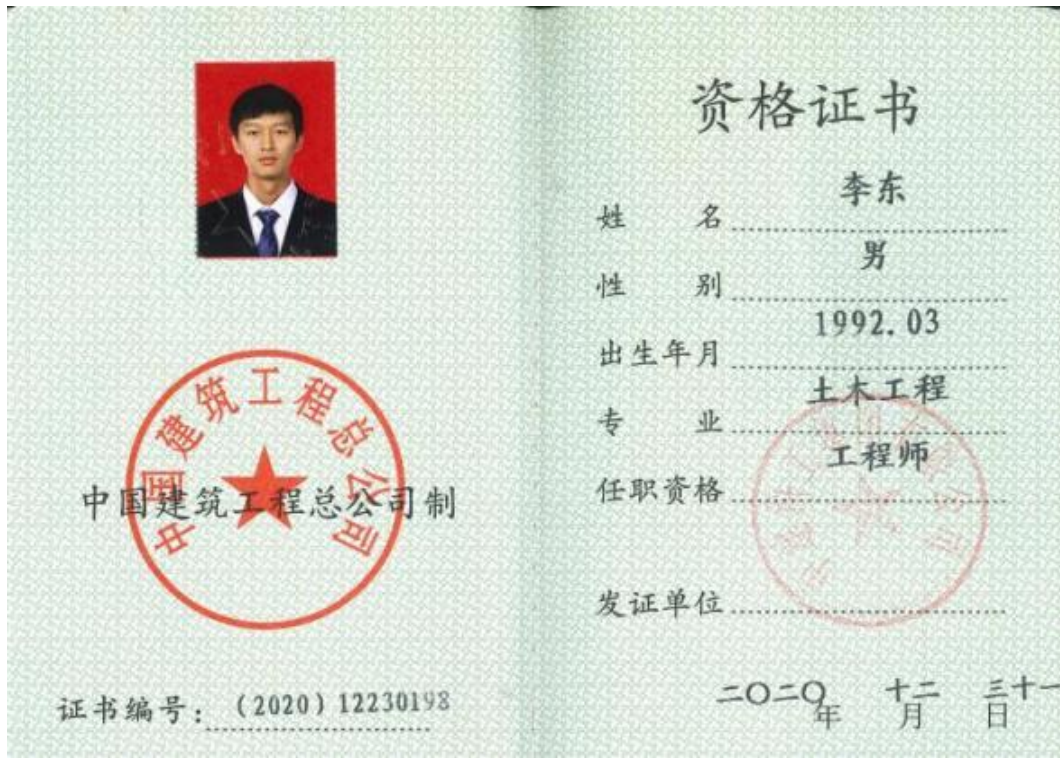 中国建筑工程总公司
中国建筑工程总公司制
证书编号：(2020)12230198
资格证书
姓 名 李东
性 别 男
出生年月 1992.03
专 业 土木工程
任职资格 工程师
发证单位
二〇二〇年 十二月 三十一日